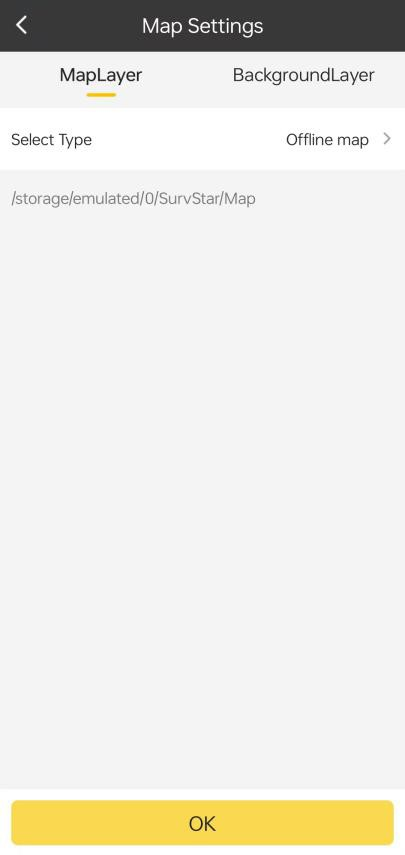 Map Settings
MapLayer
BackgroundLayer
Select Type
Offline map
/storage/emulated/0/SurvStar/Map
OK